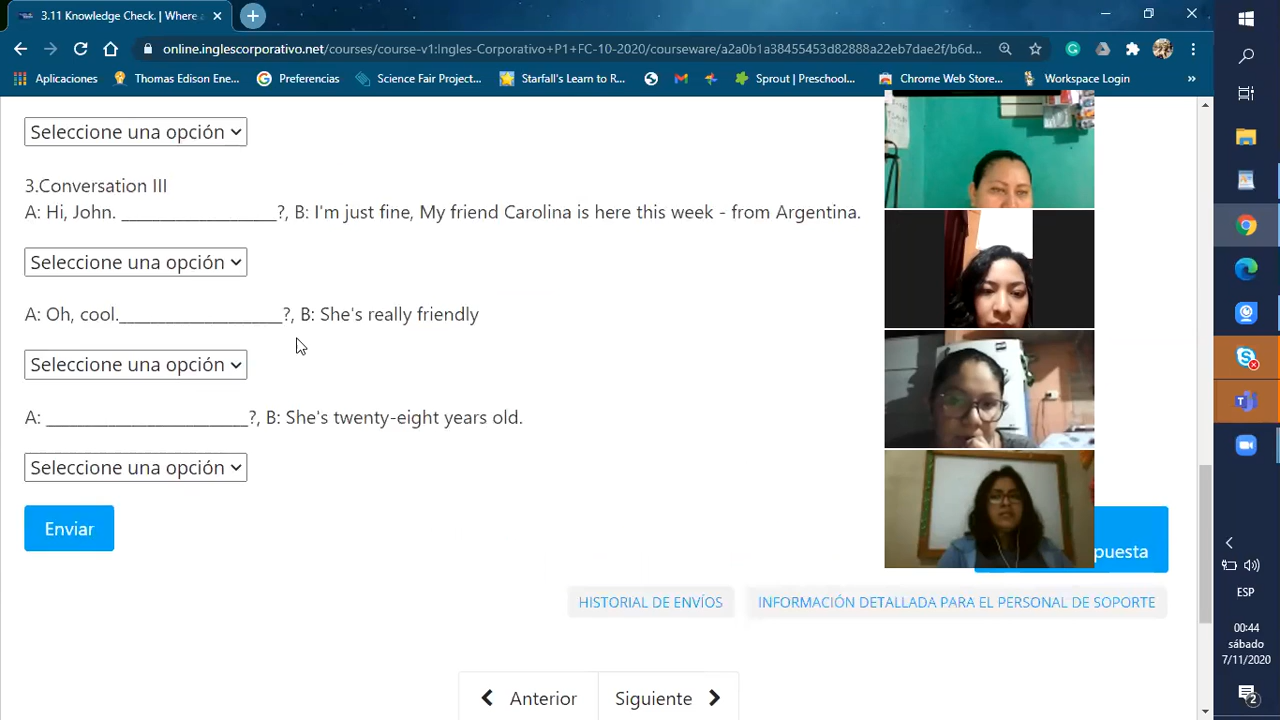 3.11 Knowledge Check. | Where a
online.inglescorporativo.net/courses/course-v1:Ingles-Corporativo+P1+FC-10-2020/courseware/a2a0b1a38455453d82888a22eb7dae2f/b6d...
Aplicaciones Thomas Edison Ene... Preferencias Science Fair Project... Starfall's Learn to R... Sprout | Preschool... Chrome Web Store... Workspace Login »
Seleccione una opción
3.Conversation III
A: Hi, John. __________________?, B: I'm just fine, My friend Carolina is here this week - from Argentina.
Seleccione una opción
A: Oh, cool.___________________?, B: She's really friendly
Seleccione una opción
A: _______________________?, B: She's twenty-eight years old.
Seleccione una opción
Enviar
puesta
HISTORIAL DE ENVÍOS
INFORMACIÓN DETALLADA PARA EL PERSONAL DE SOPORTE
Anterior
Siguiente
ESP
00:44
sábado
7/11/2020
2